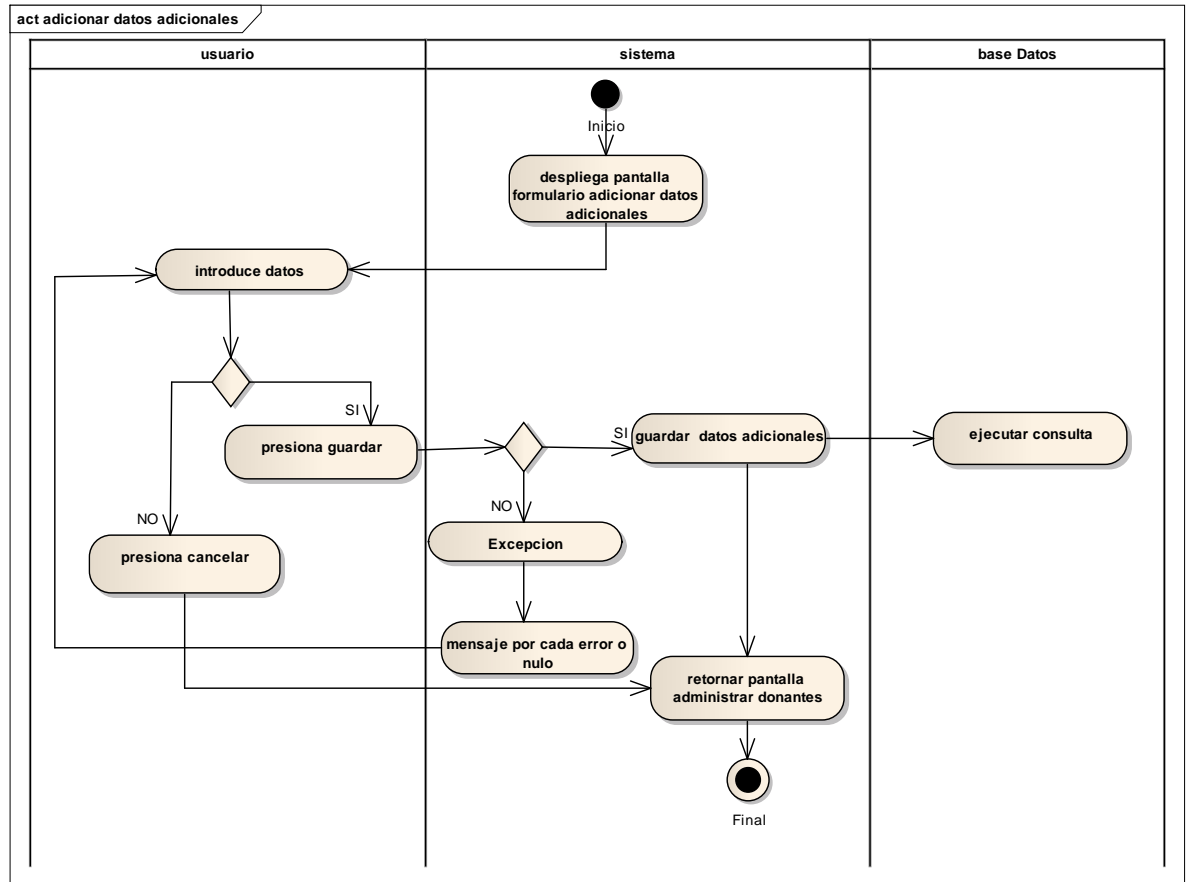 act adicionar datos adicionales
usuario
sistema
base Datos
Inicio
despliega pantalla
formulario adicionar datos
adicionales
introduce datos
SI
presiona guardar
SI
guardar datos adicionales
ejecutar consulta
NO
Excepcion
NO
presiona cancelar
mensaje por cada error o
nulo
retornar pantalla
administrar donantes
Final